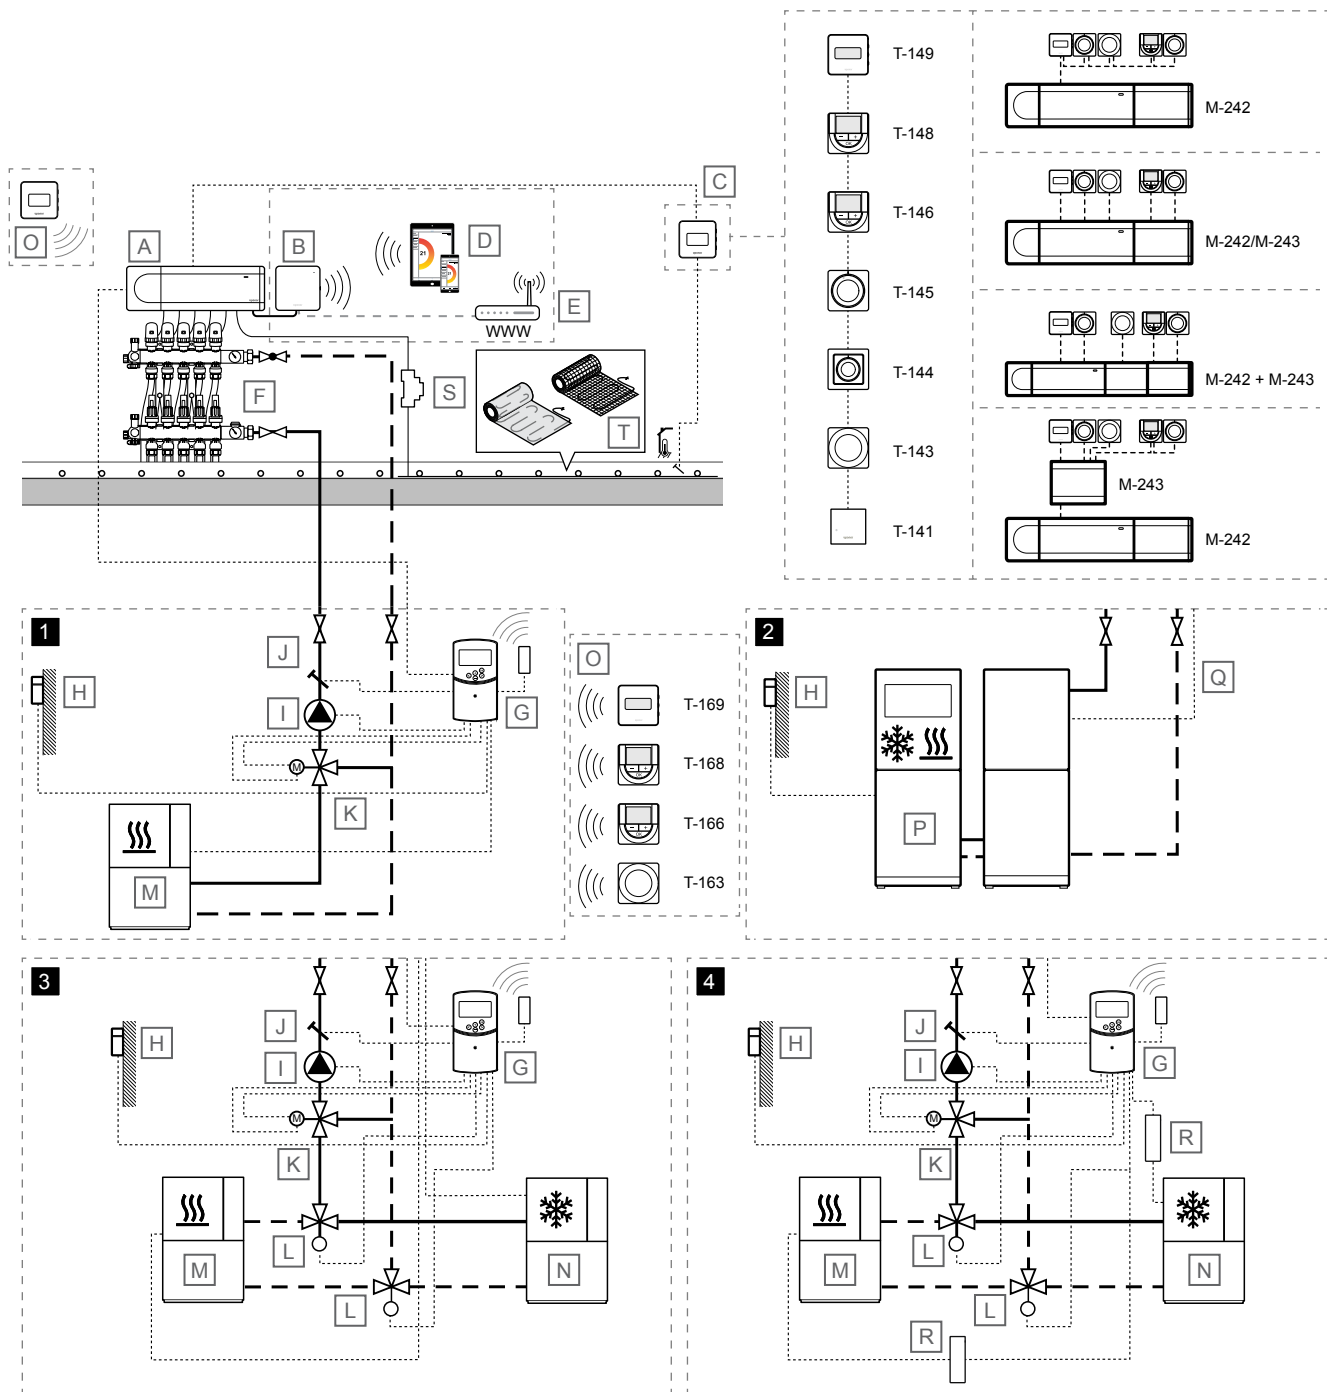 T-149
T-148
T-146
T-145
T-144
T-143
T-141
M-242
M-242/M-243
M-242 + M-243
M-243
M-242
O
A
B
C
D
21
E
WWW
F
S
T
1
H
J
I
M
K
G
M
O
T-169
T-168
T-166
T-163
2
H
P
Q
3
H
J
I
M
K
G
M
L
L
N
4
H
J
I
M
K
G
R
M
L
L
N
R